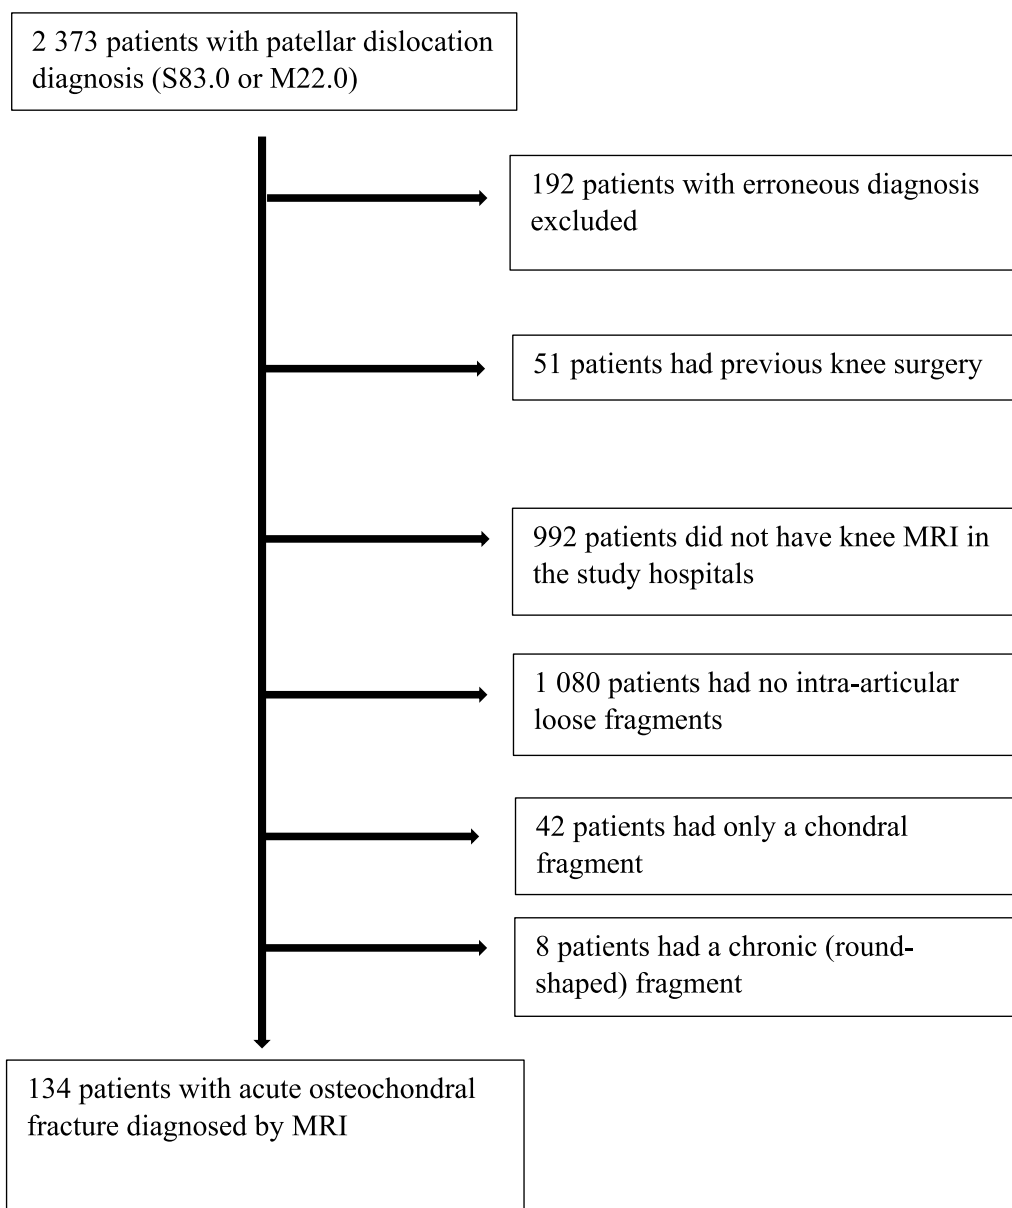 2 373 patients with patellar dislocation
diagnosis (S83.0 or M22.0)
192 patients with erroneous diagnosis
excluded
51 patients had previous knee surgery
992 patients did not have knee MRI in
the study hospitals
1 080 patients had no intra-articular
loose fragments
42 patients had only a chondral
fragment
8 patients had a chronic (round-
shaped) fragment
134 patients with acute osteochondral
fracture diagnosed by MRI